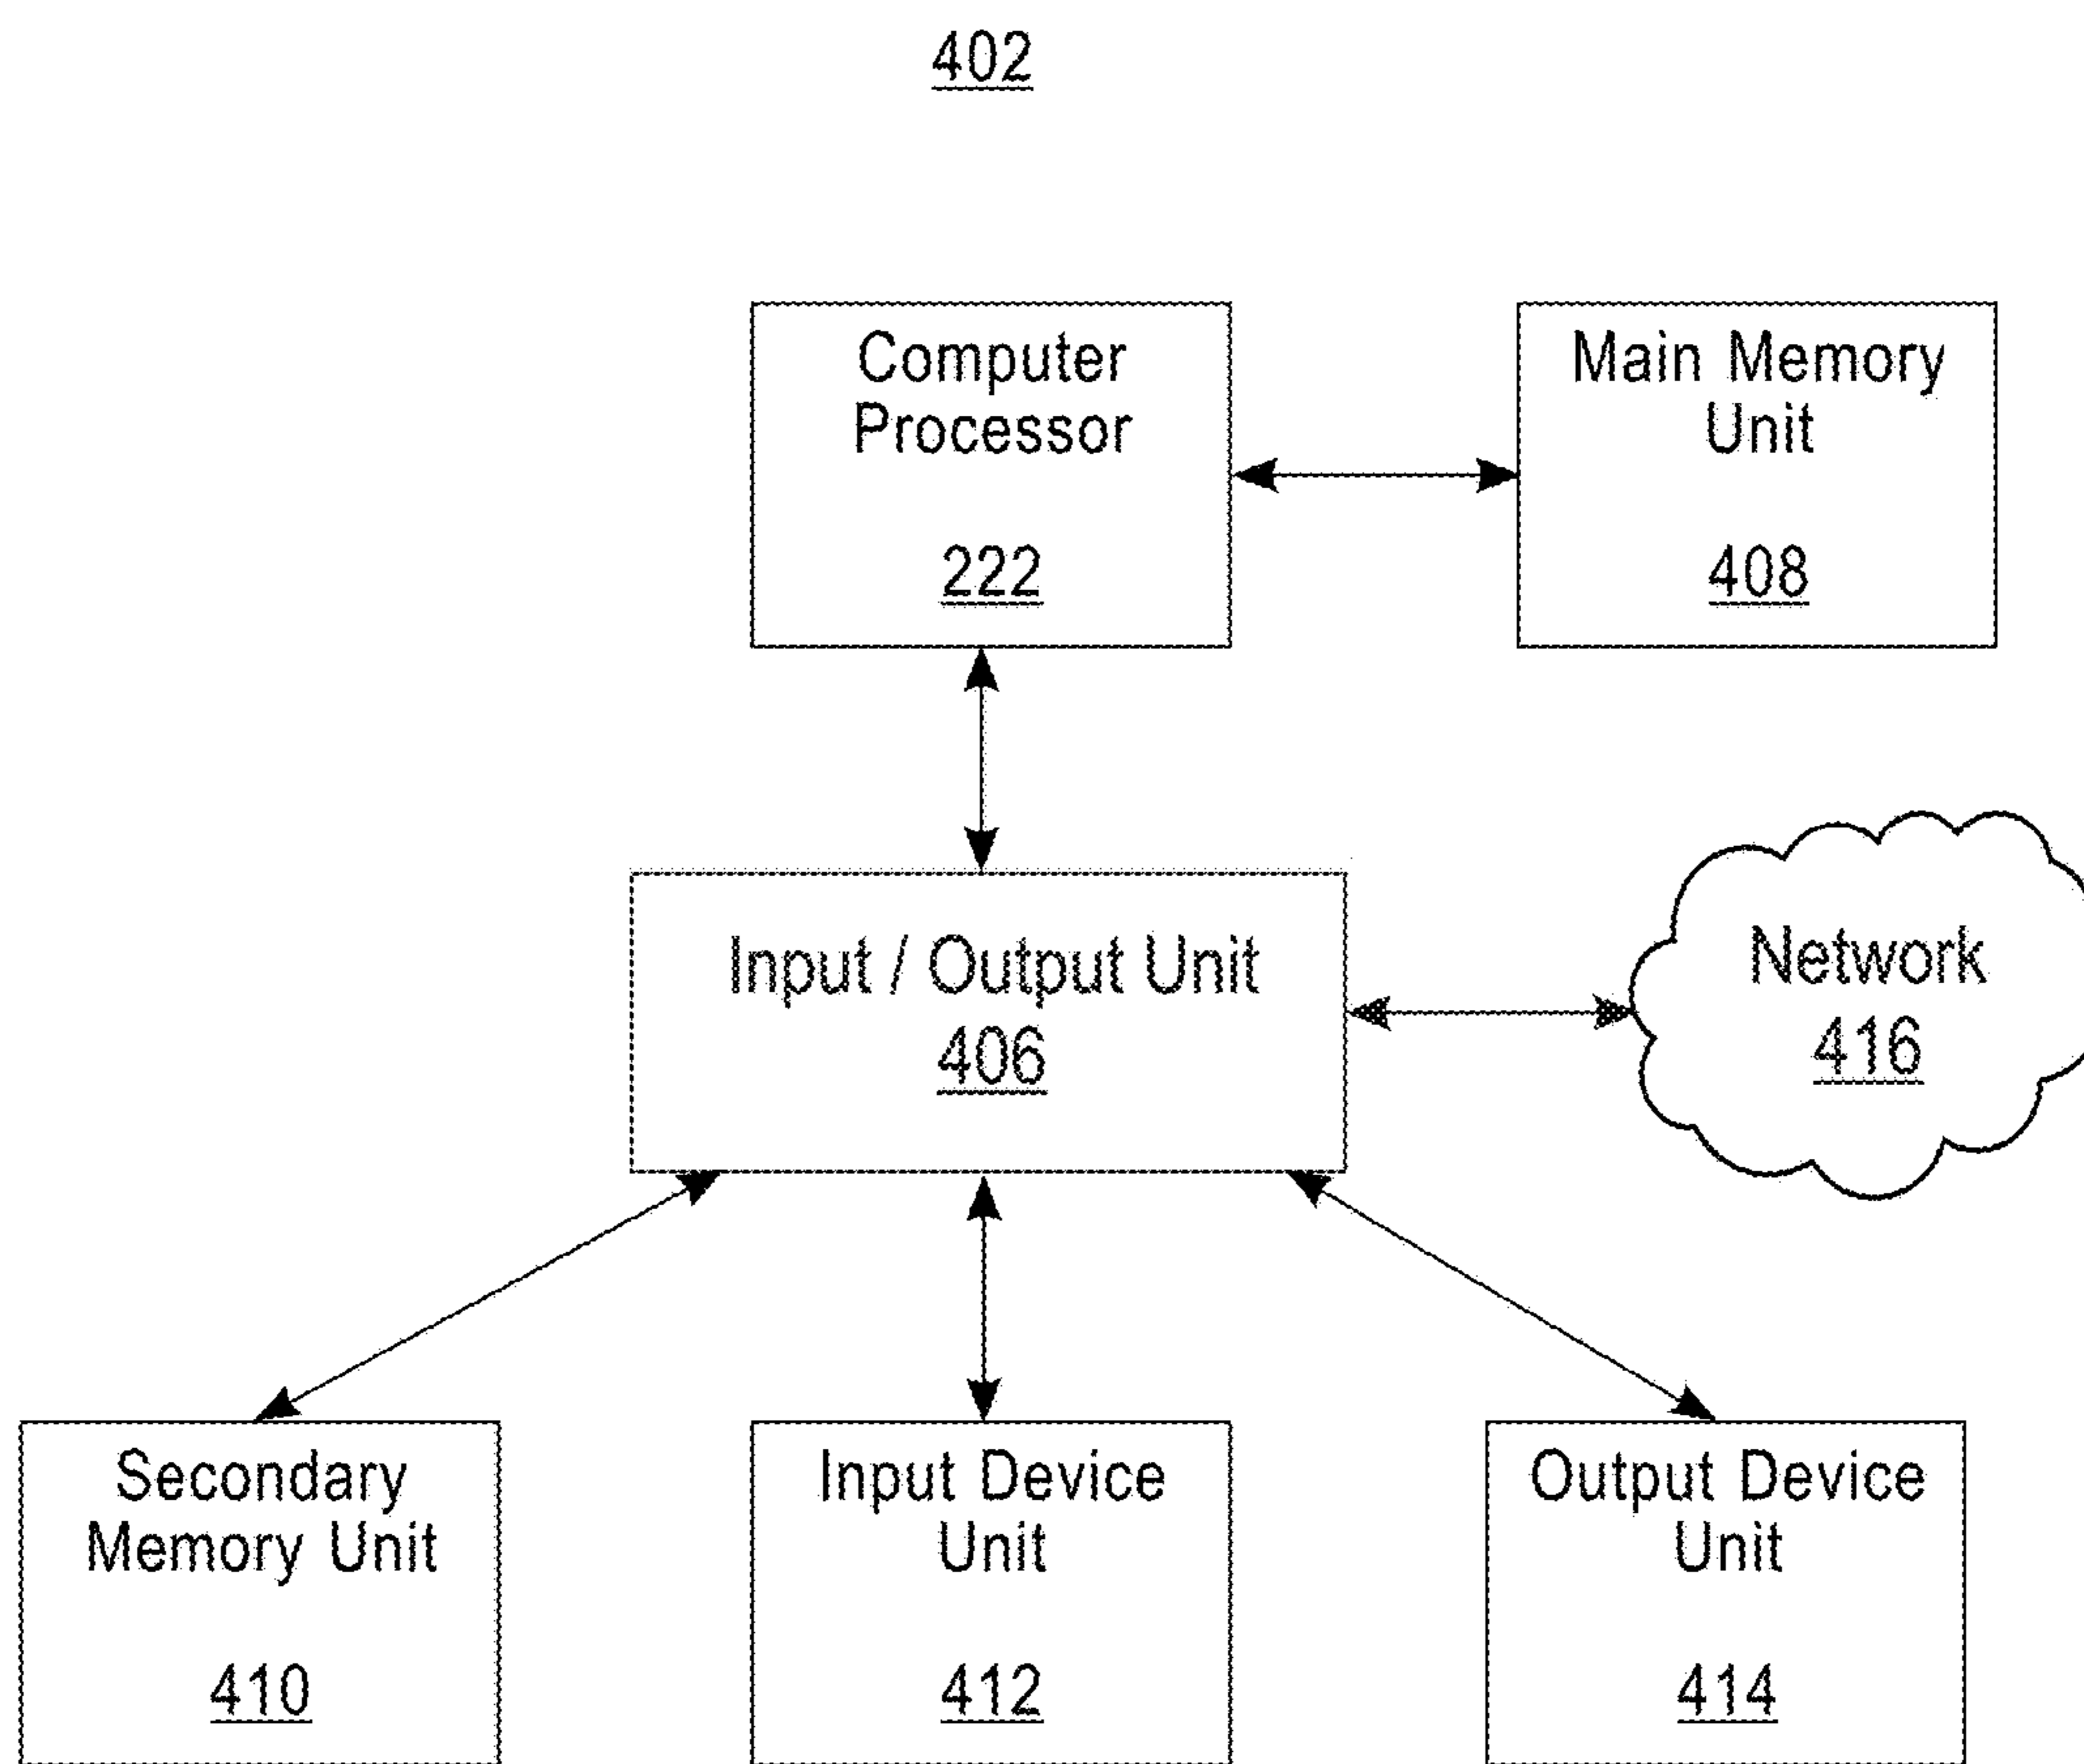 402
Computer
Processor
222
Main Memory
Unit
408
Input / Output Unit
406
Network
416
Secondary
Memory Unit
410
Input Device
Unit
412
Output Device
Unit
414